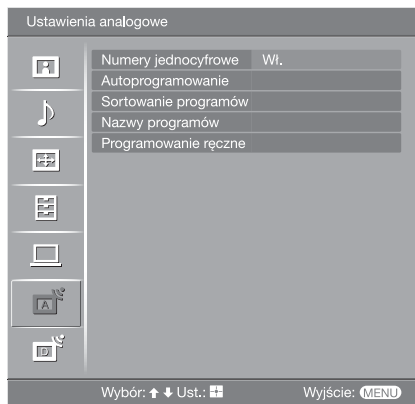 Ustawienia analogowe
Numery jednocyfrowe Wł.
Autoprogramowanie
Sortowanie programów
Nazwy programów
Programowanie ręczne
A
D
Wybór: Ust.: Wyjście: MENU